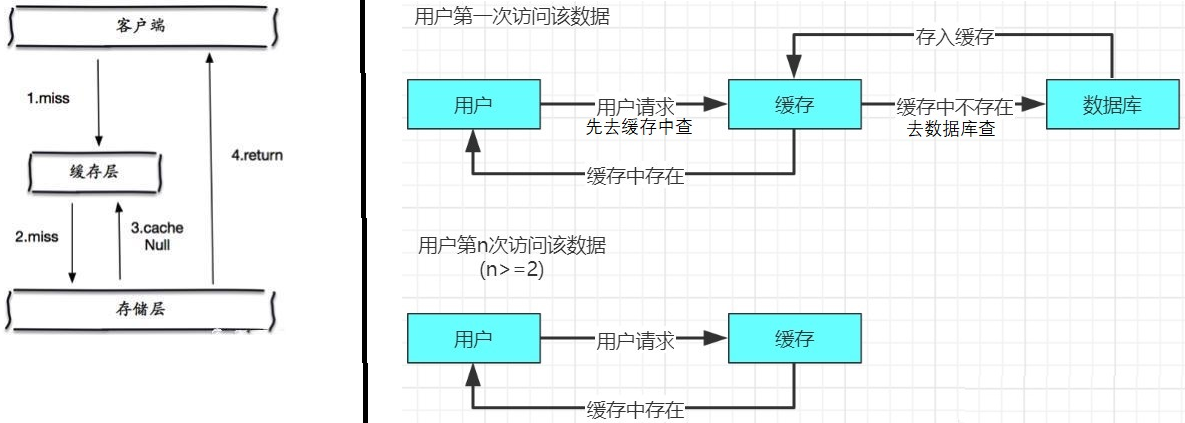 客户端
1.miss
缓存层
4.return
2.miss
3.cache
Null
存储层
用户第一次访问该数据
存入缓存
用户
用户请求
先去缓存中查
缓存
缓存中不存在
去数据库查
数据库
缓存中存在
用户第n次访问该数据
(n>=2)
用户
用户请求
缓存
缓存中存在